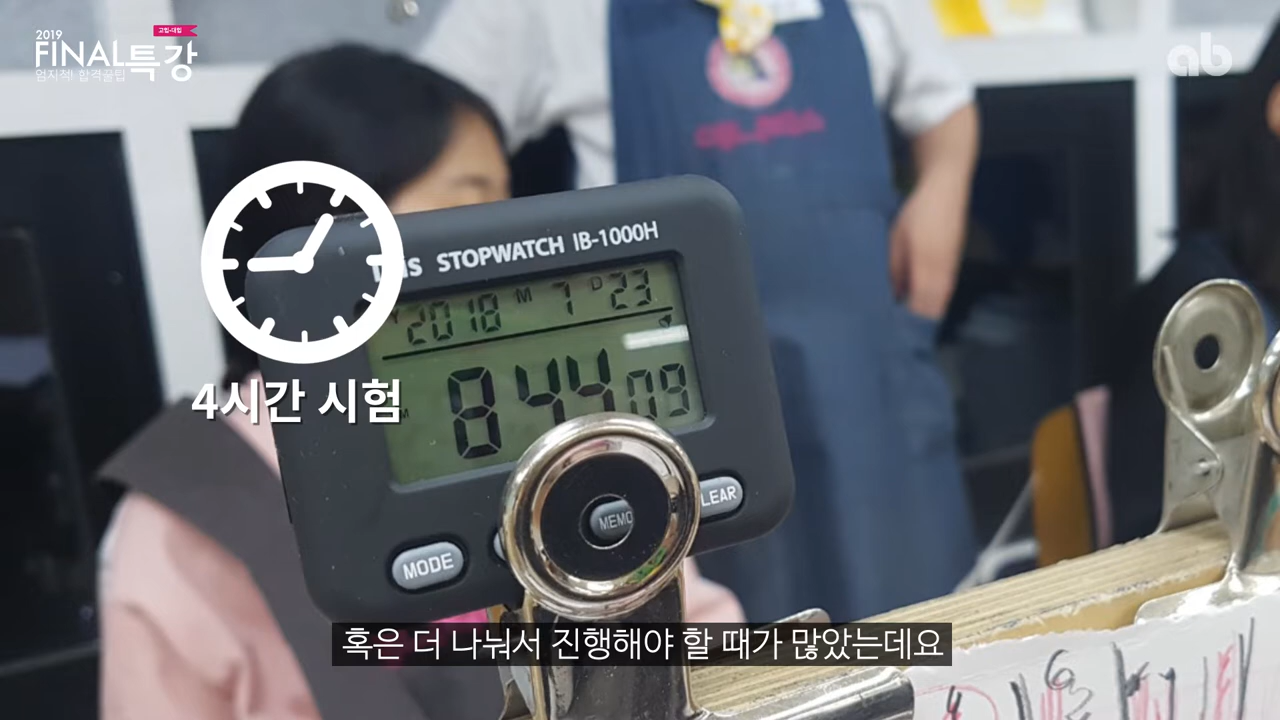 2019
고입·대입
FINAL특강
엄지척! 합격꿀팁
ab
STOPWATCH IB-1000H
2018 M 7 D 23
8 44 09
4시간 시험
MEMO
LEAR
MODE
혹은 더 나눠서 진행해야 할 때가 많았는데요